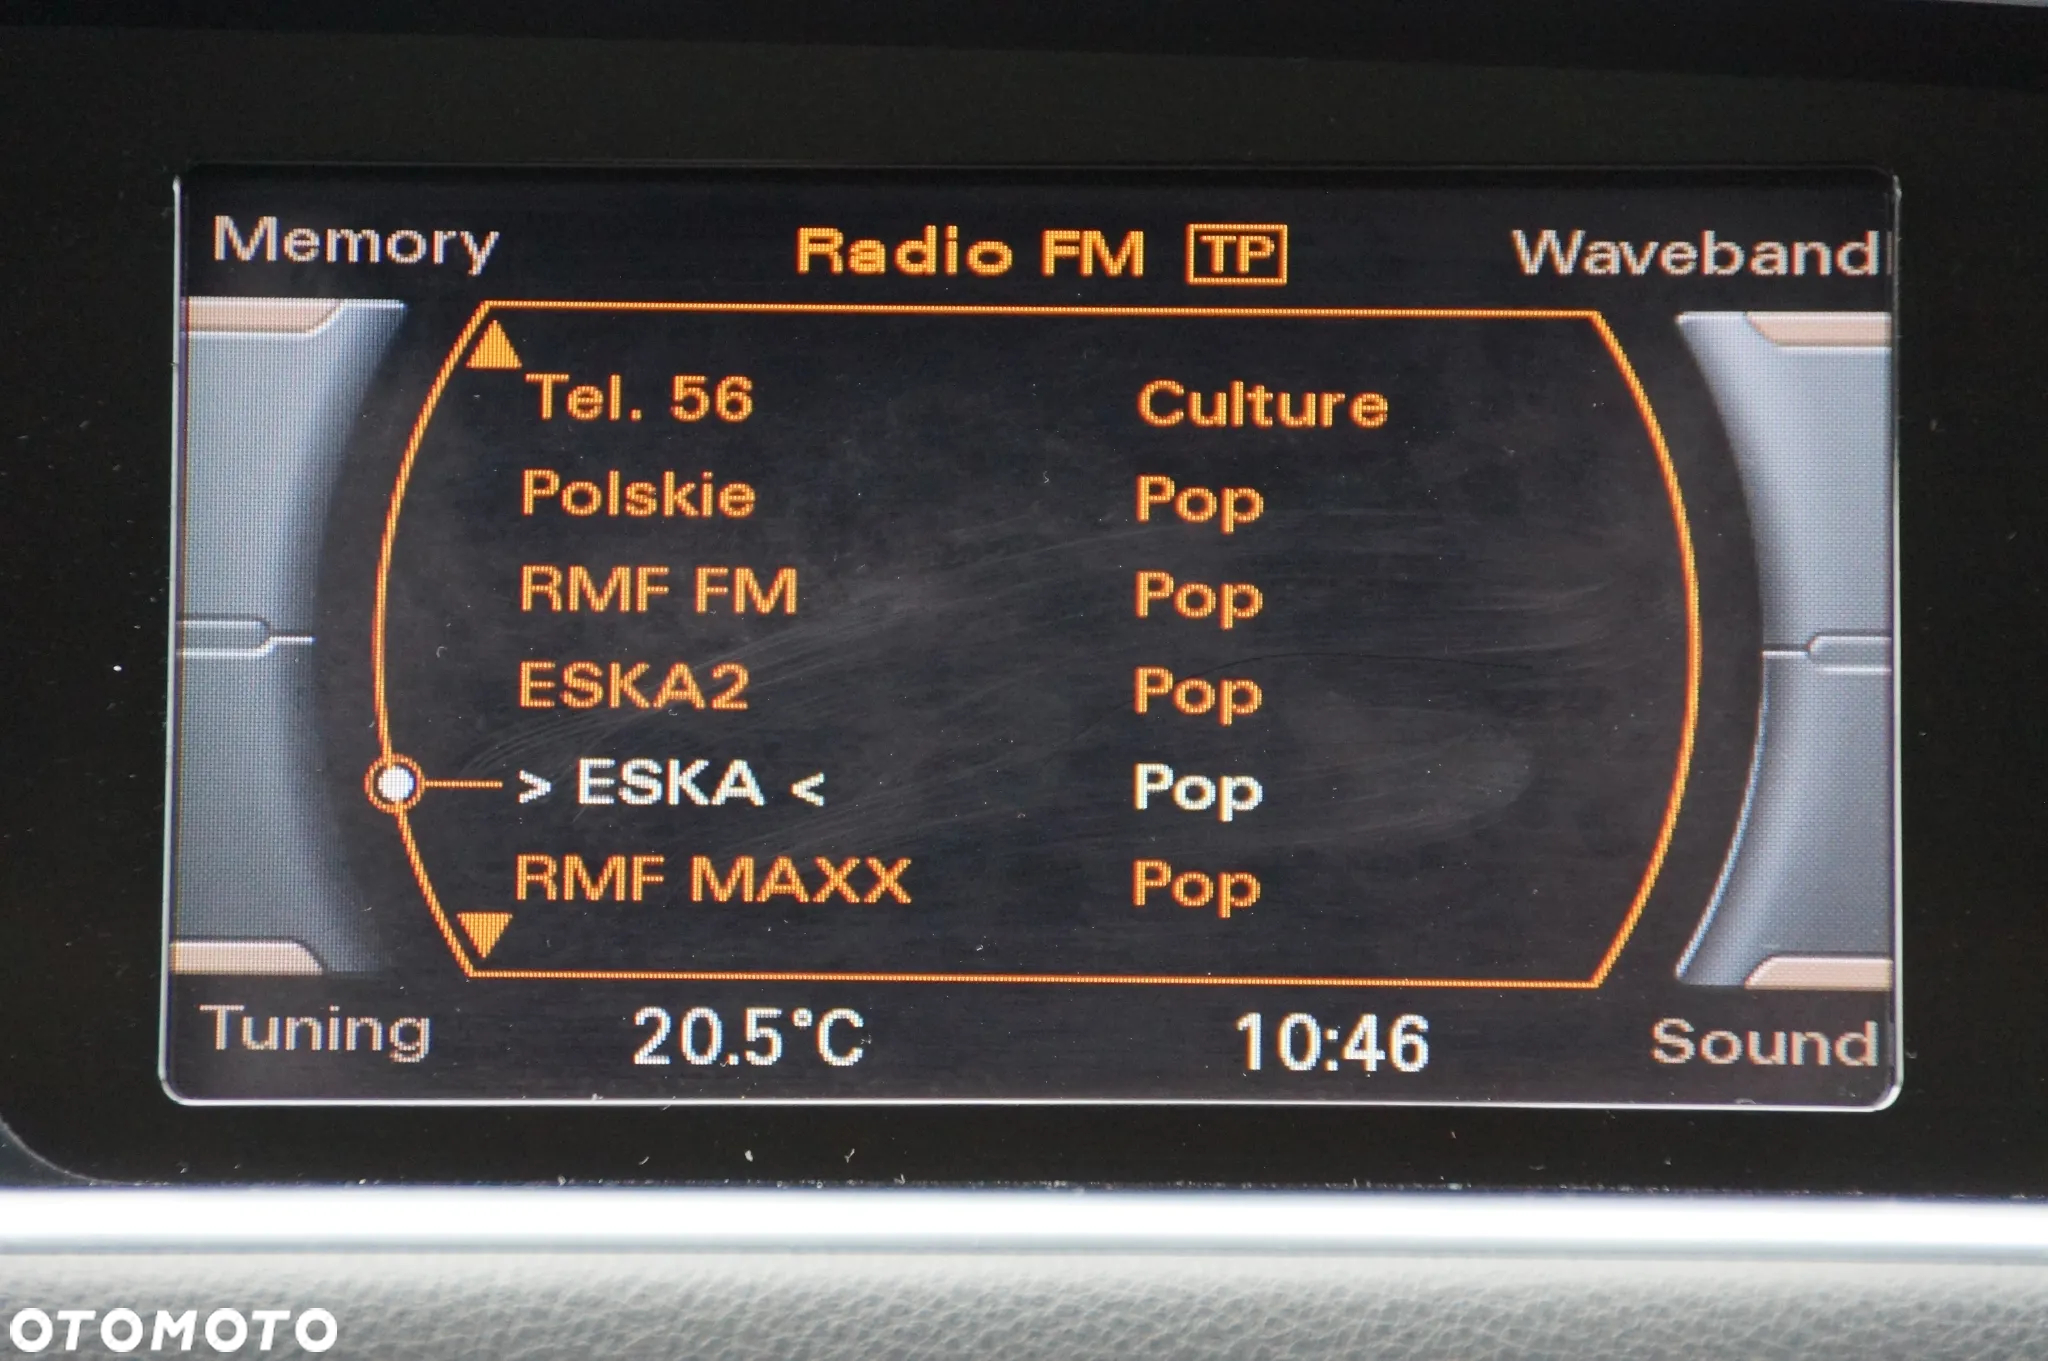 Memory Radio FM TP Waveband
Tel. 56 Culture
Polskie Pop
RMF FM Pop
ESKA2 Pop
> ESKA < Pop
RMF MAXX Pop
Tuning 20.5°C 10:46 Sound
OTOMOTO